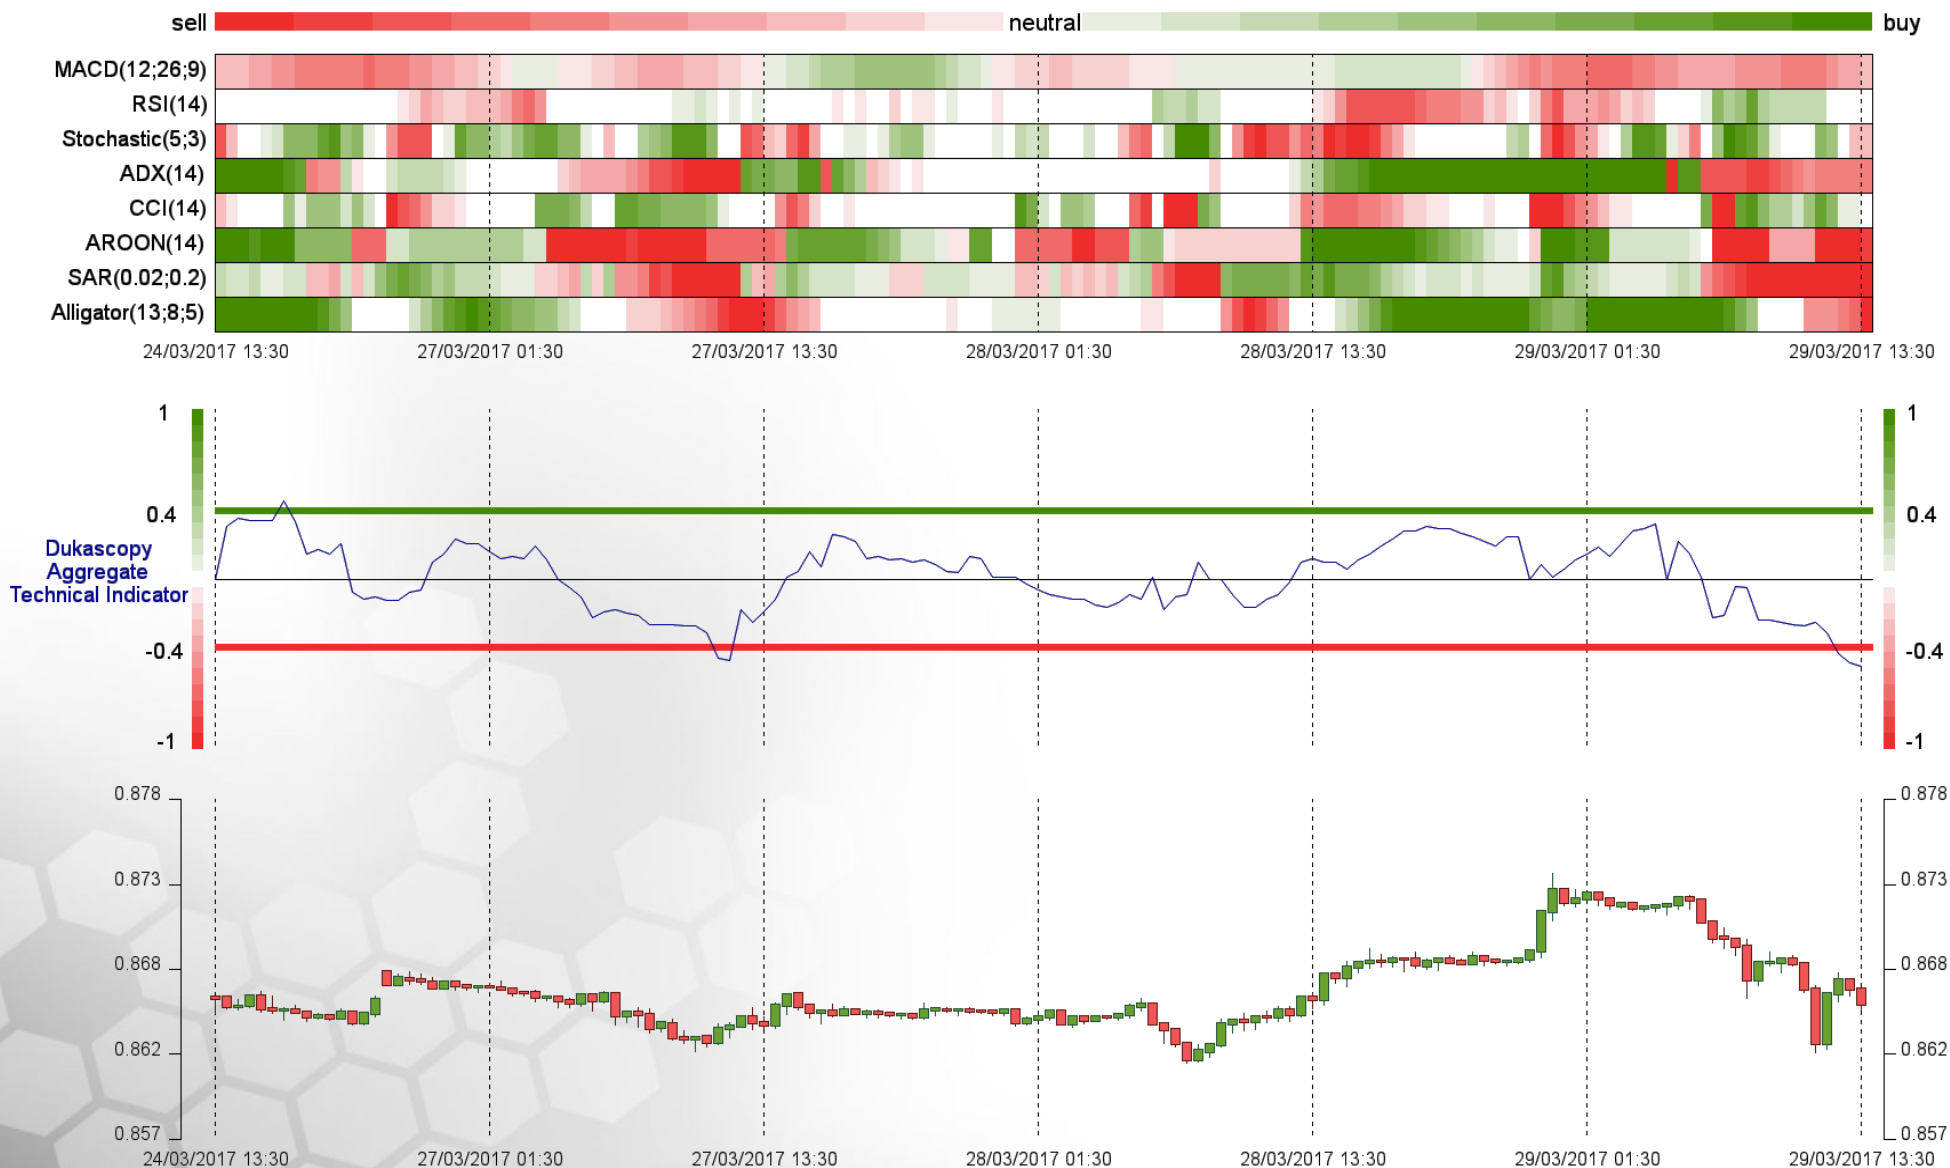 sell neutral buy
MACD(12;26;9)
RSI(14)
Stochastic(5;3)
ADX(14)
CCI(14)
AROON(14)
SAR(0.02;0.2)
Alligator(13;8;5)
24/03/2017 13:30 27/03/2017 01:30 27/03/2017 13:30 28/03/2017 01:30 28/03/2017 13:30 29/03/2017 01:30 29/03/2017 13:30
1 1
0.4 0.4
Dukascopy
Aggregate
Technical Indicator
-0.4 -0.4
-1 -1
0.878 0.878
0.873 0.873
0.868 0.868
0.862 0.862
0.857 0.857
24/03/2017 13:30 27/03/2017 01:30 27/03/2017 13:30 28/03/2017 01:30 28/03/2017 13:30 29/03/2017 01:30 29/03/2017 13:30